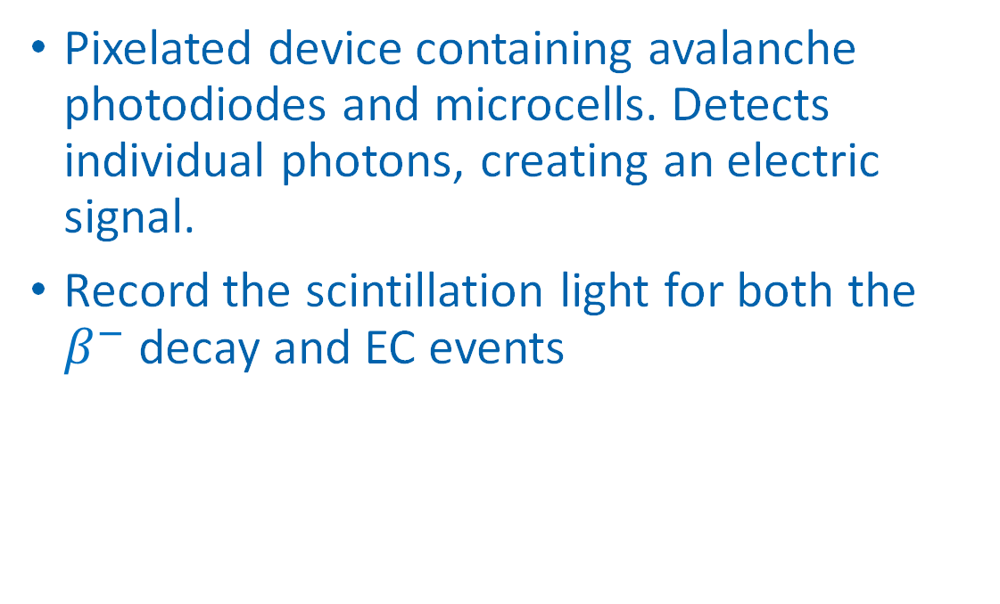 • Pixelated device containing avalanche
photodiodes and microcells. Detects
individual photons, creating an electric
signal.
• Record the scintillation light for both the
β⁻ decay and EC events